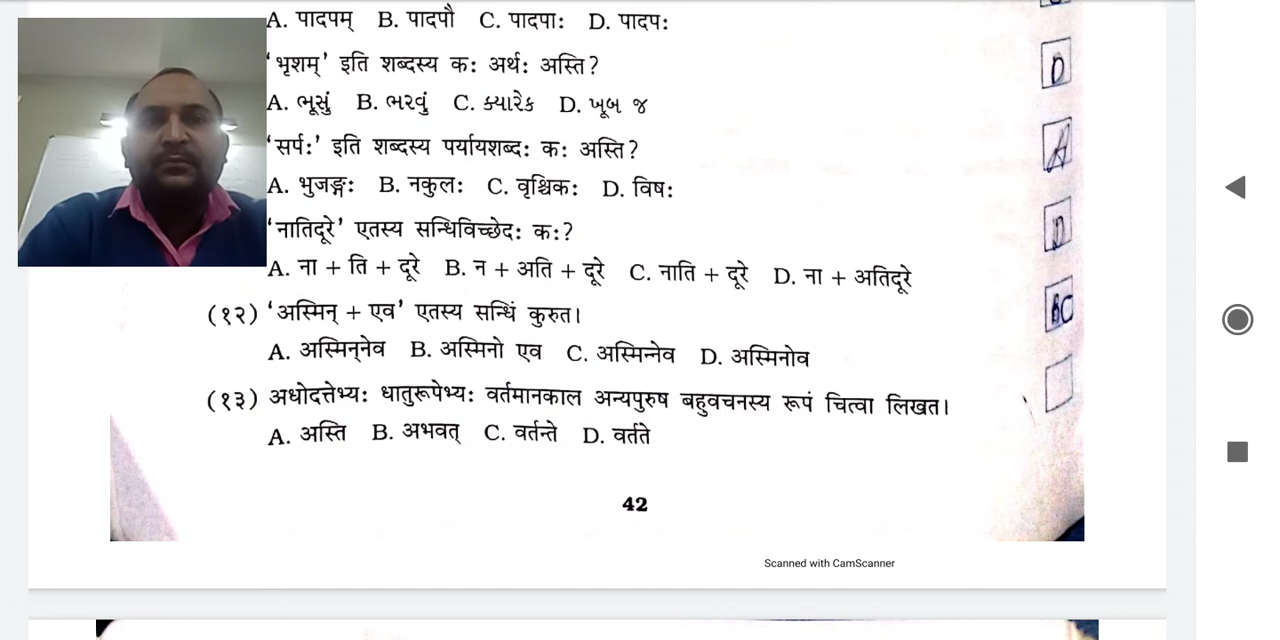 A. पादपम् B. पादपौ C. पादपाः D. पादपः
'भृशम्' इति शब्दस्य कः अर्थः अस्ति?
D
A. ભૂસું B. ભરવું C. ક્યારેક D. ખૂબ જ
'सर्पः' इति शब्दस्य पर्यायशब्दः कः अस्ति?
A
A. भुजङ्गः B. नकुलः C. वृश्चिकः D. विषः
'नातिदूरे' एतस्य सन्धिविच्छेदः कः?
D
A. ना + ति + दूरे B. न + अति + दूरे C. नाति + दूरे D. ना + अतिदूरे
(१२) 'अस्मिन् + एव' एतस्य सन्धिं कुरुत।
C
A. अस्मिन्‌नेव B. अस्मिनो एव C. अस्मिन्नेव D. अस्मिनोव
(१३) अधोदत्तेभ्यः धातुरूपेभ्यः वर्तमानकाल अन्यपुरुष बहुवचनस्य रूपं चित्वा लिखत।
A. अस्ति B. अभवत् C. वर्तन्ते D. वर्तते
42
Scanned with CamScanner